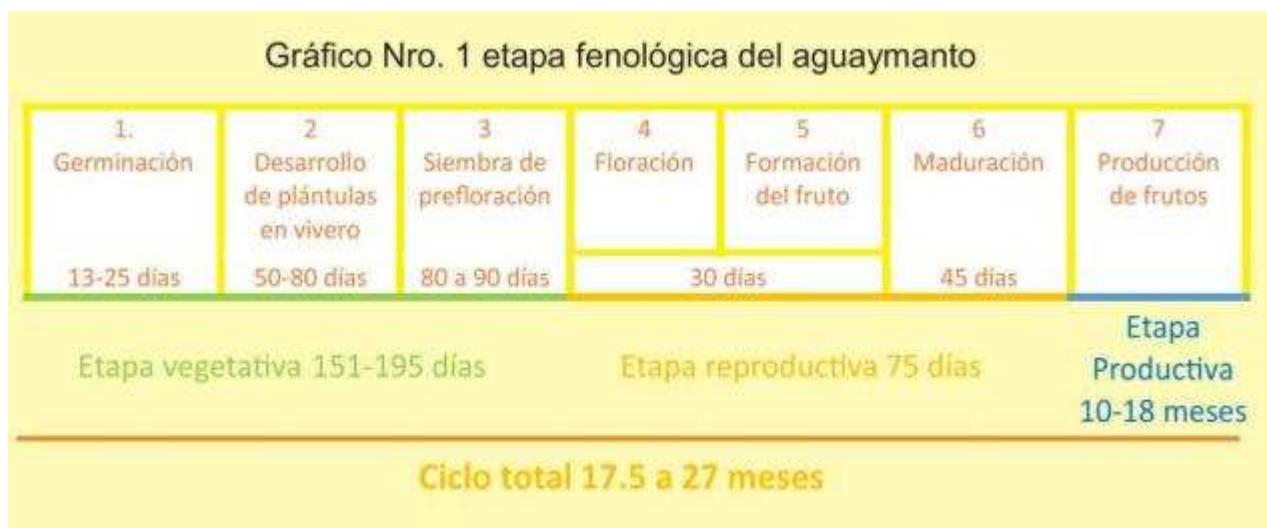 Gráfico Nro. 1 etapa fenológica del aguaymanto
1.
Germinación
13-25 días
2
Desarrollo
de plántulas
en vivero
50-80 días
3
Siembra de
prefloración
80 a 90 días
4
Floración
5
Formación
del fruto
30 días
6
Maduración
45 días
7
Producción
de frutos
Etapa vegetativa 151-195 días
Etapa reproductiva 75 días
Etapa
Productiva
10-18 meses
Ciclo total 17.5 a 27 meses